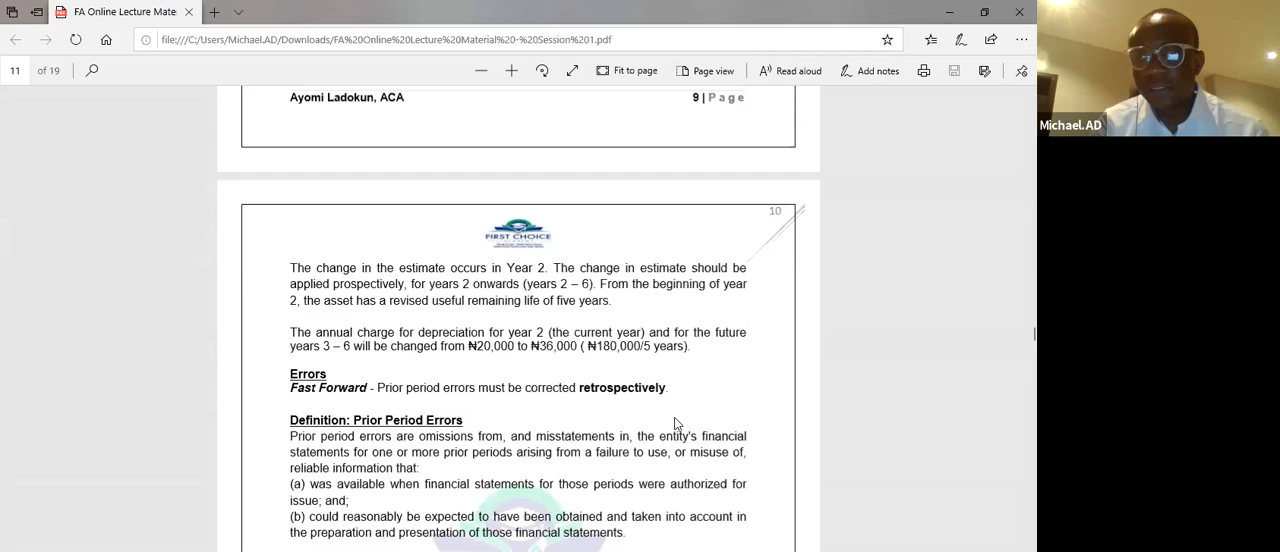 FA Online Lecture Mate
file:///C:/Users/Michael.AD/Downloads/FA%20Online%20Lecture%20Material%20-%20Session%201.pdf
11 of 19
Fit to page
Page view
Read aloud
Add notes
Michael.AD
Ayomi Ladokun, ACA 9 | Page
10
FIRST CHOICE
The change in the estimate occurs in Year 2. The change in estimate should be
applied prospectively, for years 2 onwards (years 2 – 6). From the beginning of year
2, the asset has a revised useful remaining life of five years.
The annual charge for depreciation for year 2 (the current year) and for the future
years 3 – 6 will be changed from ₦20,000 to ₦36,000 ( ₦180,000/5 years).
Errors
Fast Forward - Prior period errors must be corrected retrospectively.
Definition: Prior Period Errors
Prior period errors are omissions from, and misstatements in, the entity's financial
statements for one or more prior periods arising from a failure to use, or misuse of,
reliable information that:
(a) was available when financial statements for those periods were authorized for
issue; and;
(b) could reasonably be expected to have been obtained and taken into account in
the preparation and presentation of those financial statements.